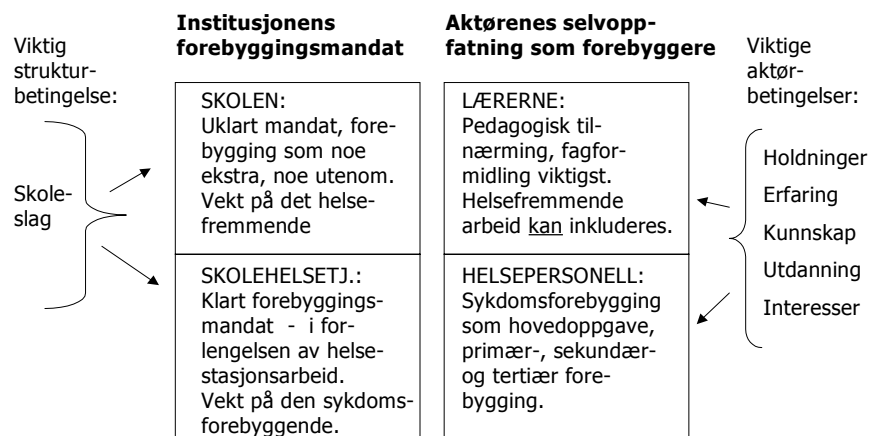 Viktig
struktur-
betingelse:
Skole-
slag
Institusjonens
forebyggingsmandat
SKOLEN:
Uklart mandat, fore-
bygging som noe
ekstra, noe utenom.
Vekt på det helse-
fremmende
SKOLEHELSETJ.:
Klart forebyggings-
mandat - i for-
lengelsen av helse-
stasjonsarbeid.
Vekt på den sykdoms-
forebyggende.
Aktørenes selvopp-
fatning som forebyggere
LÆRERNE:
Pedagogisk til-
nærming, fagfor-
midling viktigst.
Helsefremmende
arbeid kan inkluderes.
HELSEPERSONELL:
Sykdomsforebygging
som hovedoppgave,
primær-, sekundær-
og tertiær fore-
bygging.
Viktige
aktør-
betingelser:
Holdninger
Erfaring
Kunnskap
Utdanning
Interesser